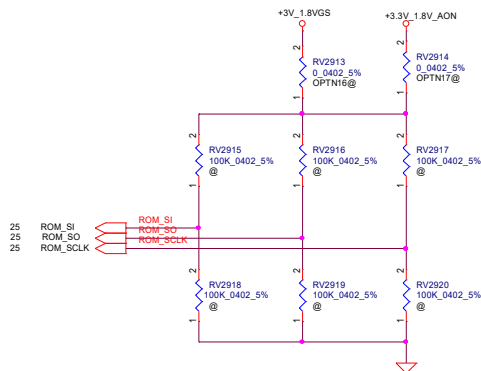 +3V_1.8VGS
+3.3V_1.8V_AON
2
2
RV2913
0_0402_5%
OPTN16@
RV2914
0_0402_5%
OPTN17@
1
1
2
2
2
RV2915
100K_0402_5%
@
RV2916
100K_0402_5%
@
RV2917
100K_0402_5%
@
1
1
1
25 ROM_SI ROM_SI
25 ROM_SO ROM_SO
25 ROM_SCLK ROM_SCLK
2
2
2
RV2918
100K_0402_5%
@
RV2919
100K_0402_5%
@
RV2920
100K_0402_5%
@
1
1
1